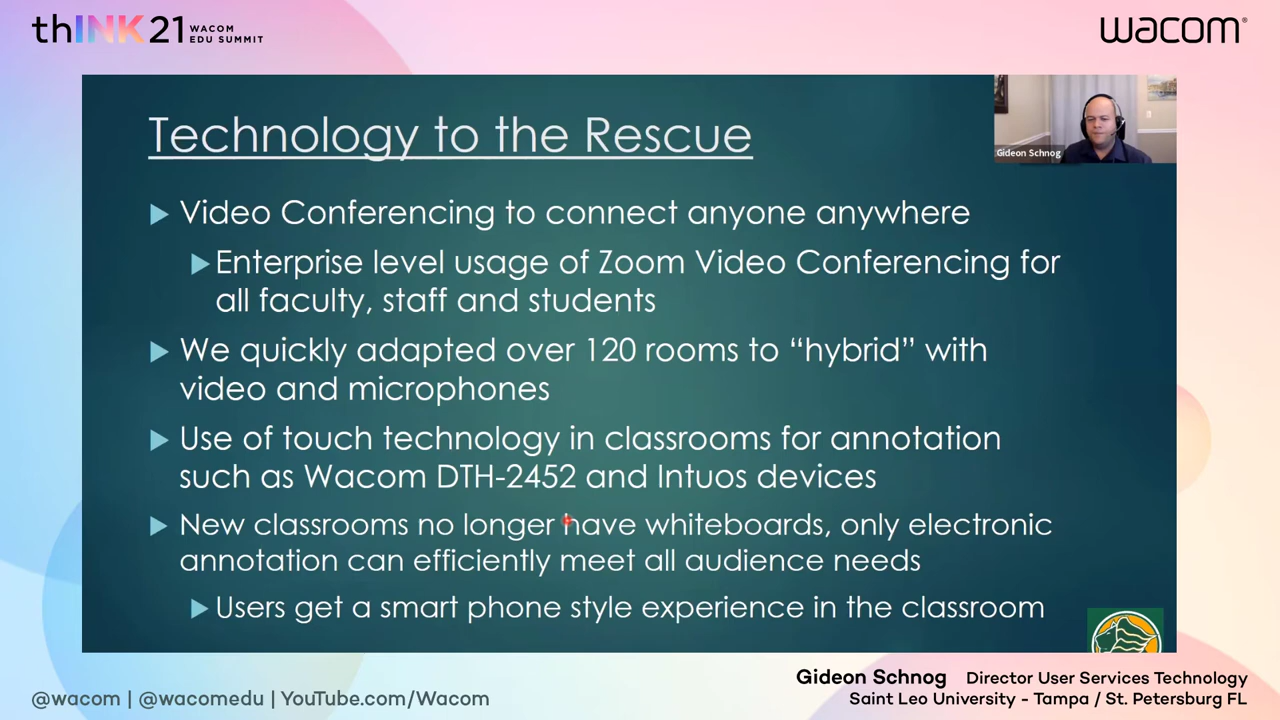 thINK21 WACOM
EDU SUMMIT
wacom®
Technology to the Rescue
Gideon Schnog
Video Conferencing to connect anyone anywhere
Enterprise level usage of Zoom Video Conferencing for
all faculty, staff and students
We quickly adapted over 120 rooms to “hybrid” with
video and microphones
Use of touch technology in classrooms for annotation
such as Wacom DTH-2452 and Intuos devices
New classrooms no longer have whiteboards, only electronic
annotation can efficiently meet all audience needs
Users get a smart phone style experience in the classroom
Gideon Schnog Director User Services Technology
Saint Leo University - Tampa / St. Petersburg FL
@wacom | @wacomedu | YouTube.com/Wacom